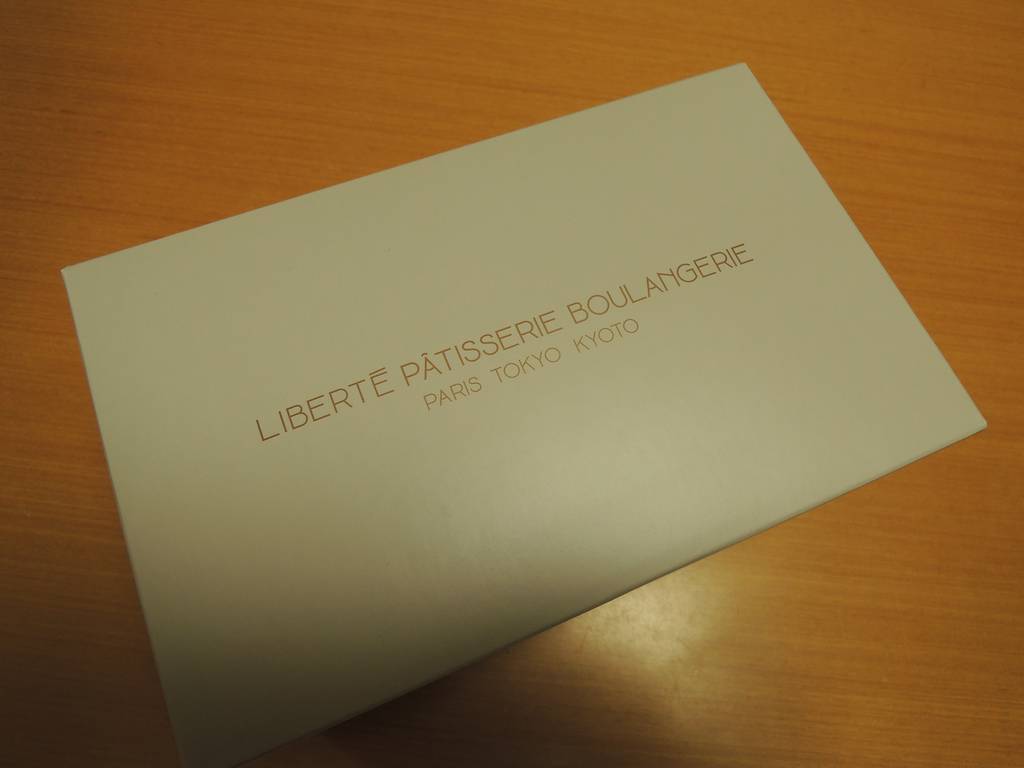 LIBERTÉ PÂTISSERIE BOULANGERIE
PARIS TOKYO KYOTO